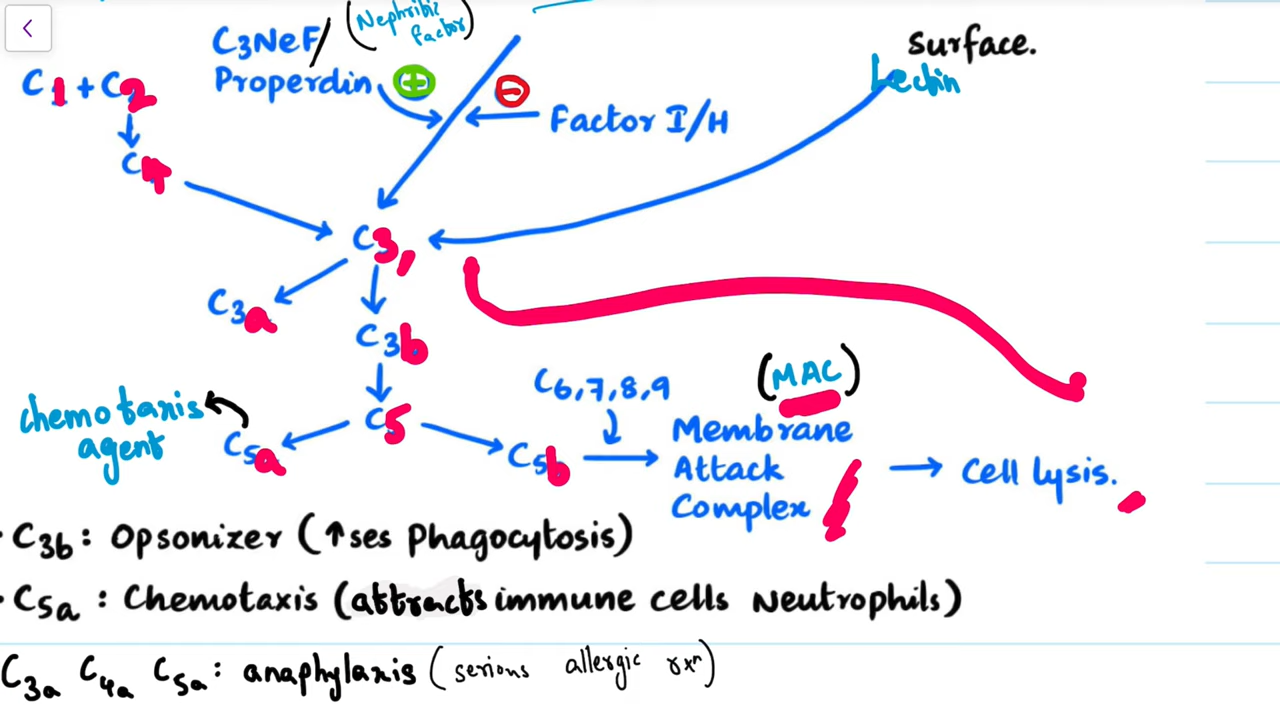 C3NeF/ (Nephritic factor)
Properdin + -
surface.
Lectin
C1 + C2
Factor I/H
C4
C3,
C3a
C3b
C5
chemotaxis
agent
C5a
C5b
C6,7,8,9
(MAC)
Membrane
Attack
Complex
Cell lysis.
· C3b : Opsonizer (↑ses Phagocytosis)
· C5a : Chemotaxis (attracts immune cells Neutrophils)
C3a C4a C5a : anaphylaxis (serious allergic rxn)